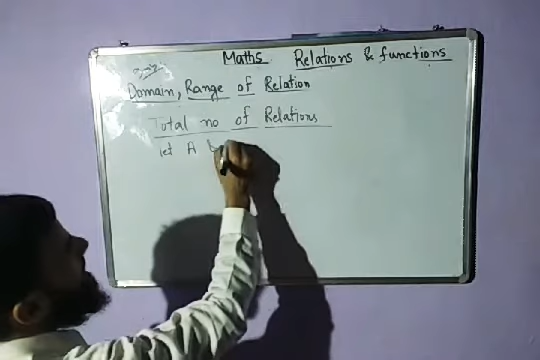 Maths Relations & functions
Domain, Range of Relation
Total no of Relations
let A